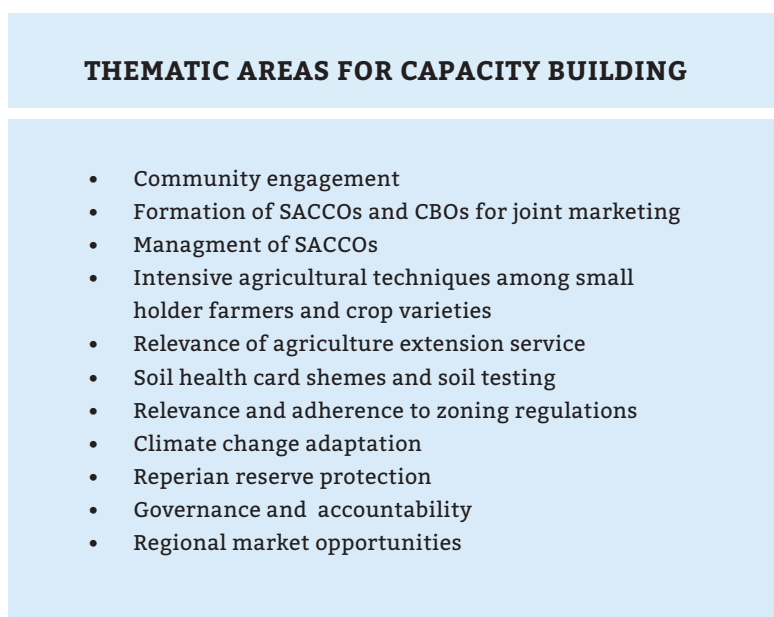 THEMATIC AREAS FOR CAPACITY BUILDING
• Community engagement
• Formation of SACCOs and CBOs for joint marketing
• Managment of SACCOs
• Intensive agricultural techniques among small
holder farmers and crop varieties
• Relevance of agriculture extension service
• Soil health card shemes and soil testing
• Relevance and adherence to zoning regulations
• Climate change adaptation
• Reperian reserve protection
• Governance and accountability
• Regional market opportunities